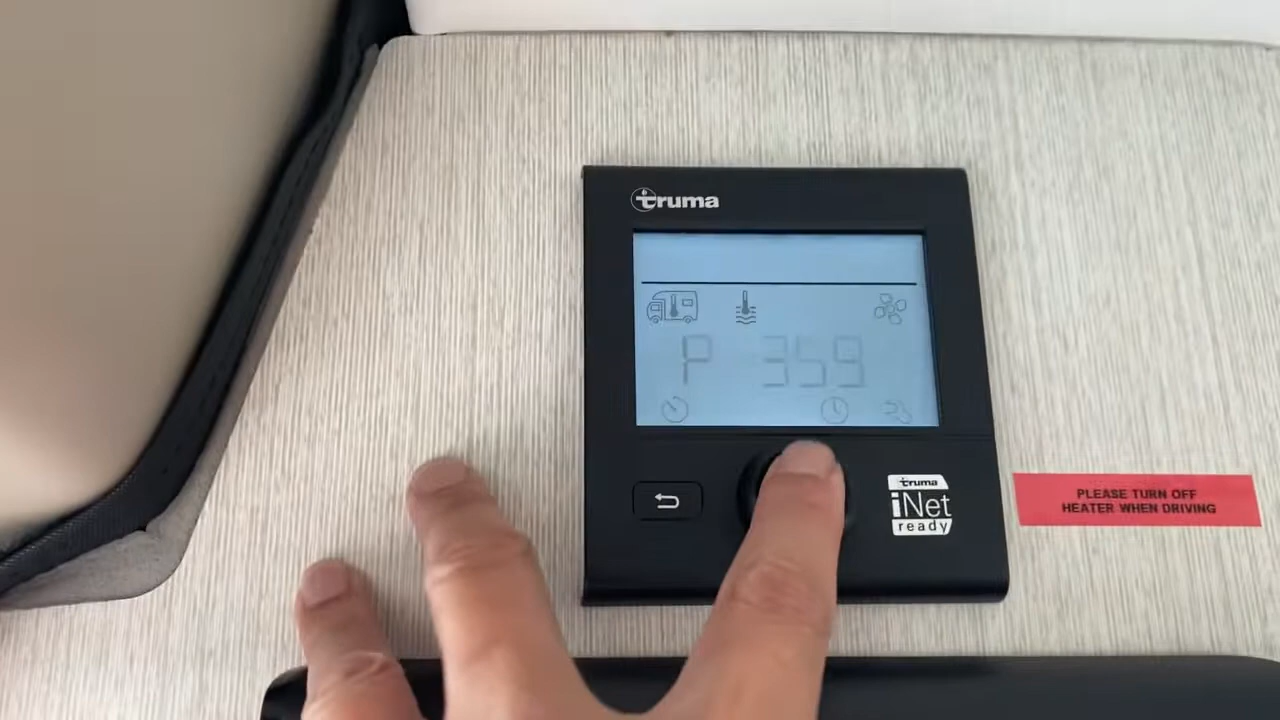 truma
P 359
truma
iNet
ready
PLEASE TURN OFF
HEATER WHEN DRIVING